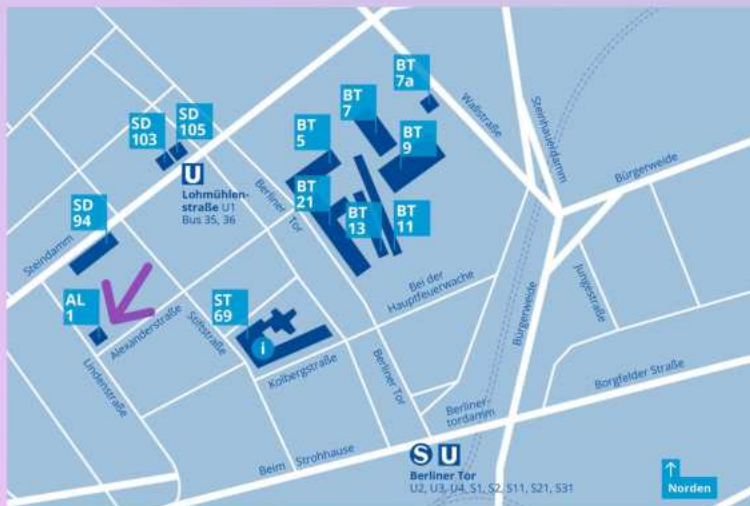 BT
7a
BT
7
SD
105
SD
103
BT
5
BT
9
Wallstraße
Steinhauerdamm
Bürgerweide
U
Lohmühlen-
straße U1
Bus 35, 36
Berliner Tor
BT
21
BT
13
BT
11
SD
94
Steindamm
AL
1
Alexanderstraße
Stiftstraße
ST
69
i
Bei der
Hauptfeuerwache
Jungestraße
Bürgerweide
Lindenstraße
Kolbergstraße
Berliner Tor
Borgfelder Straße
Berliner-
tordamm
Beim Strohhause
S U
Berliner Tor
U2, U3, U4, S1, S2, S11, S21, S31
Norden